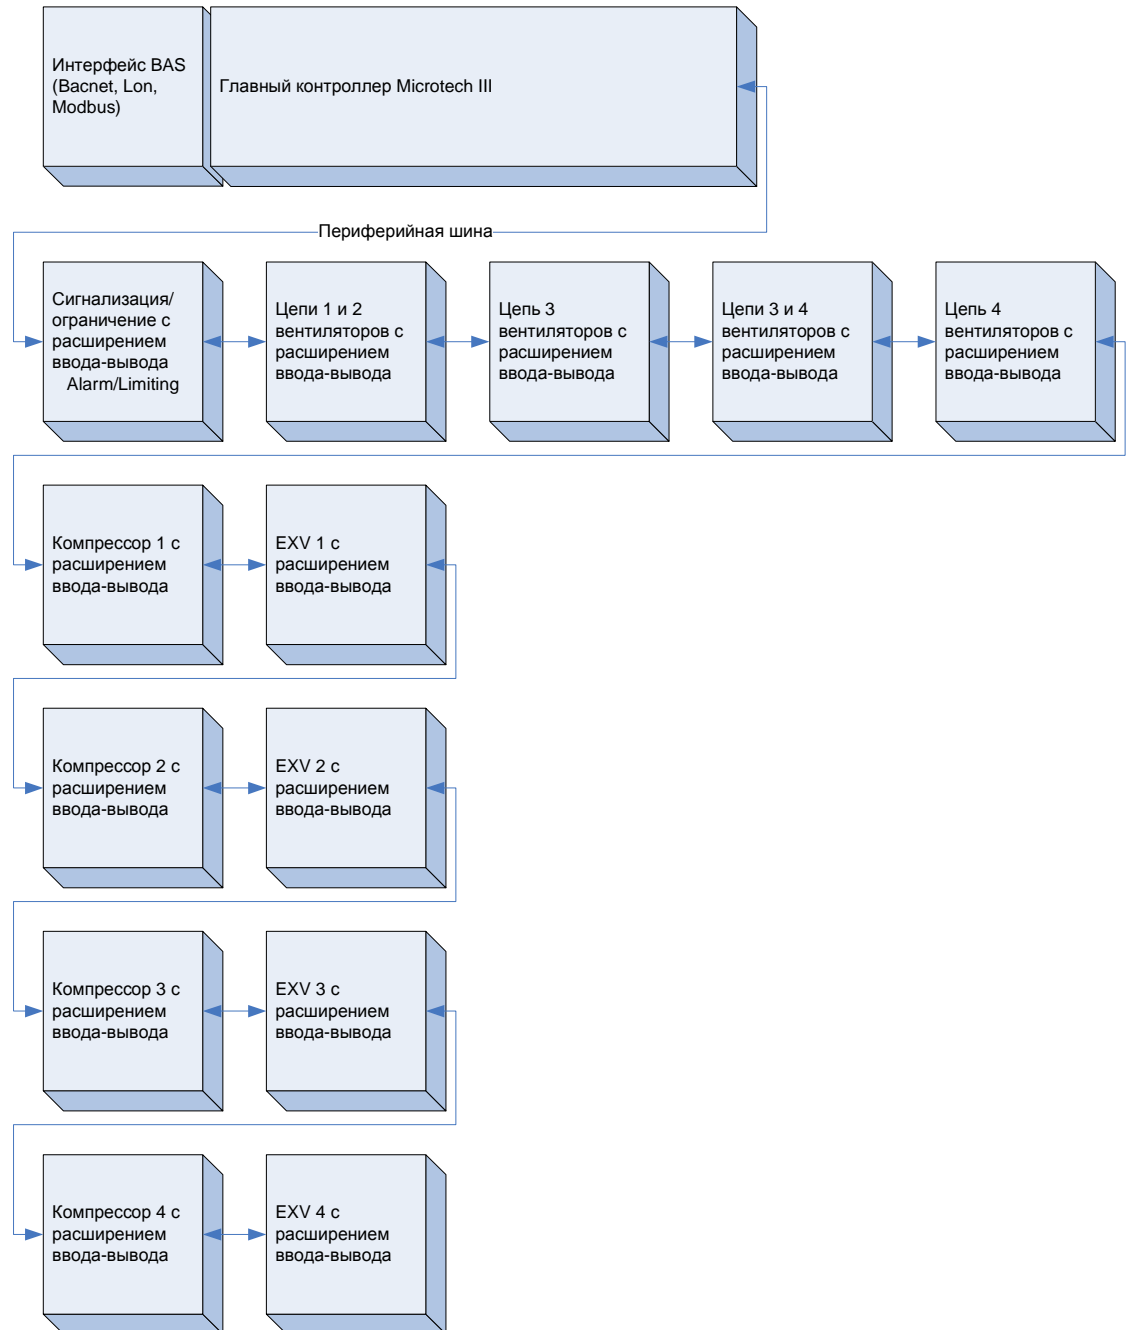 Интерфейс BAS
(Bacnet, Lon,
Modbus)
Главный контроллер Microtech III
Периферийная шина
Сигнализация/
ограничение с
расширением
ввода-вывода
Alarm/Limiting
Цепи 1 и 2
вентиляторов с
расширением
ввода-вывода
Цепь 3
вентиляторов с
расширением
ввода-вывода
Цепи 3 и 4
вентиляторов с
расширением
ввода-вывода
Цепь 4
вентиляторов с
расширением
ввода-вывода
Компрессор 1 с
расширением
ввода-вывода
EXV 1 с
расширением
ввода-вывода
Компрессор 2 с
расширением
ввода-вывода
EXV 2 с
расширением
ввода-вывода
Компрессор 3 с
расширением
ввода-вывода
EXV 3 с
расширением
ввода-вывода
Компрессор 4 с
расширением
ввода-вывода
EXV 4 с
расширением
ввода-вывода